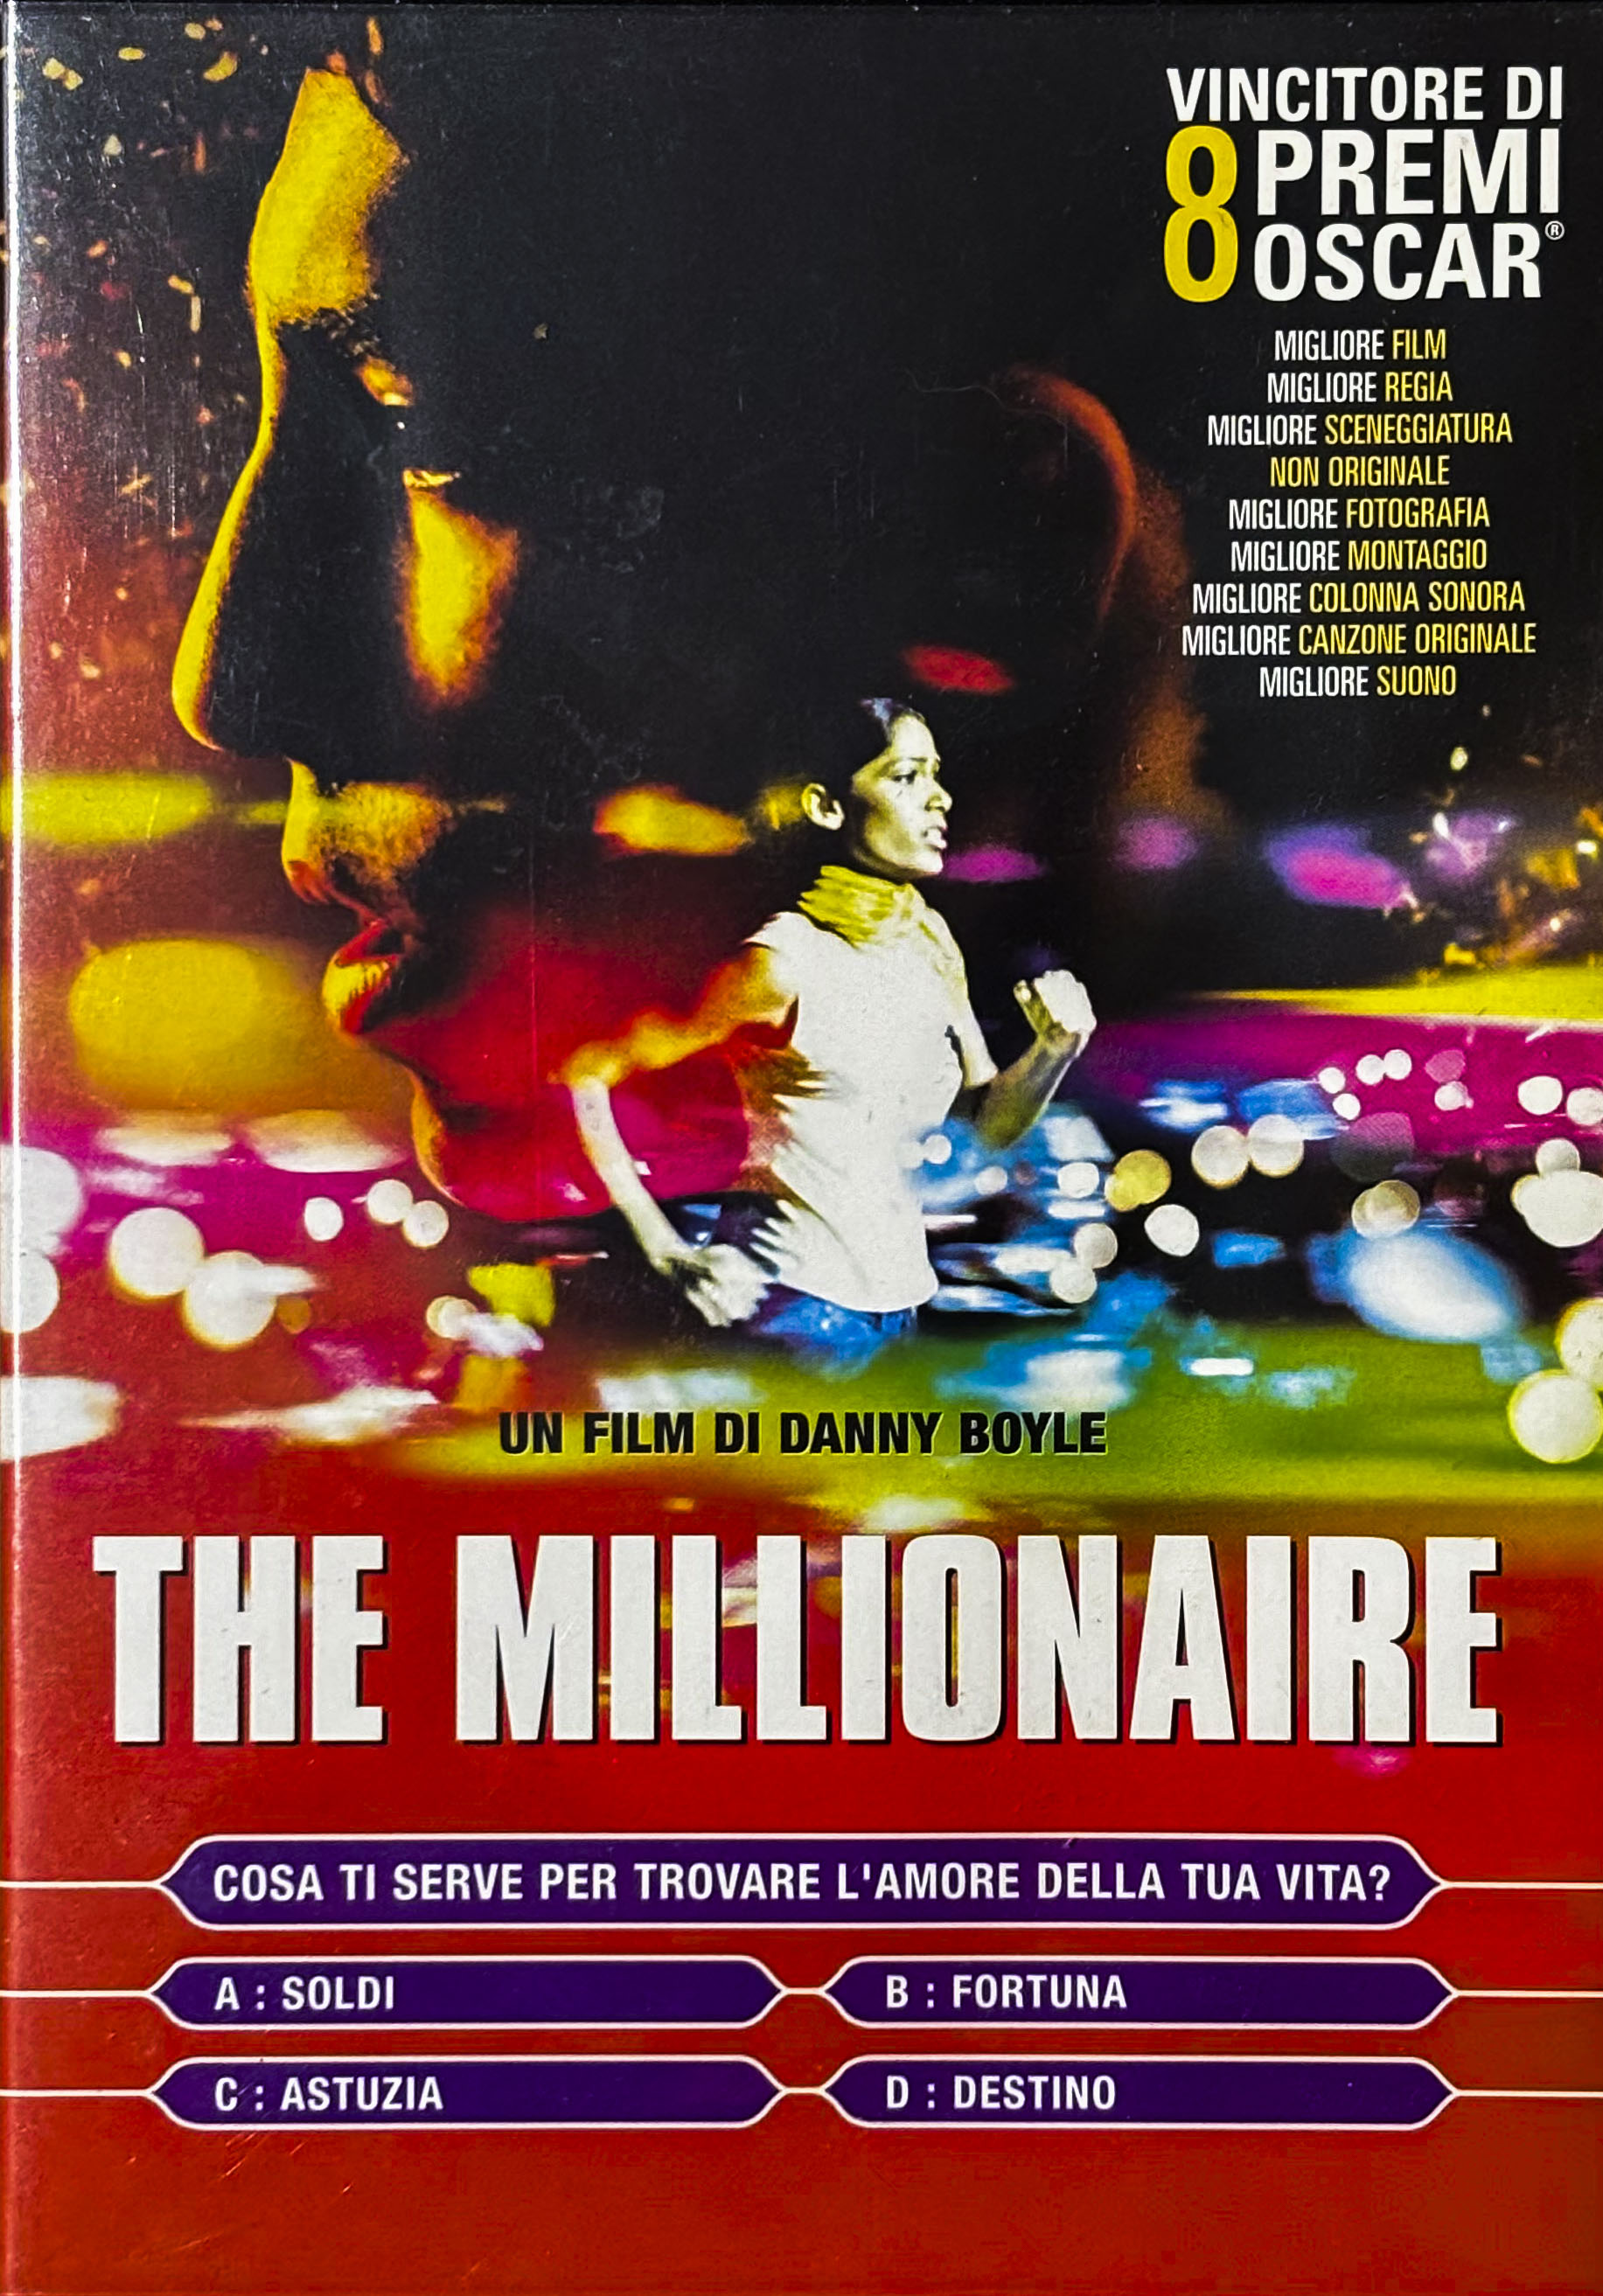 VINCITORE DI
8 PREMI
OSCAR®
MIGLIORE FILM
MIGLIORE REGIA
MIGLIORE SCENEGGIATURA
NON ORIGINALE
MIGLIORE FOTOGRAFIA
MIGLIORE MONTAGGIO
MIGLIORE COLONNA SONORA
MIGLIORE CANZONE ORIGINALE
MIGLIORE SUONO
UN FILM DI DANNY BOYLE
THE MILLIONAIRE
COSA TI SERVE PER TROVARE L'AMORE DELLA TUA VITA?
A : SOLDI
B : FORTUNA
C : ASTUZIA
D : DESTINO